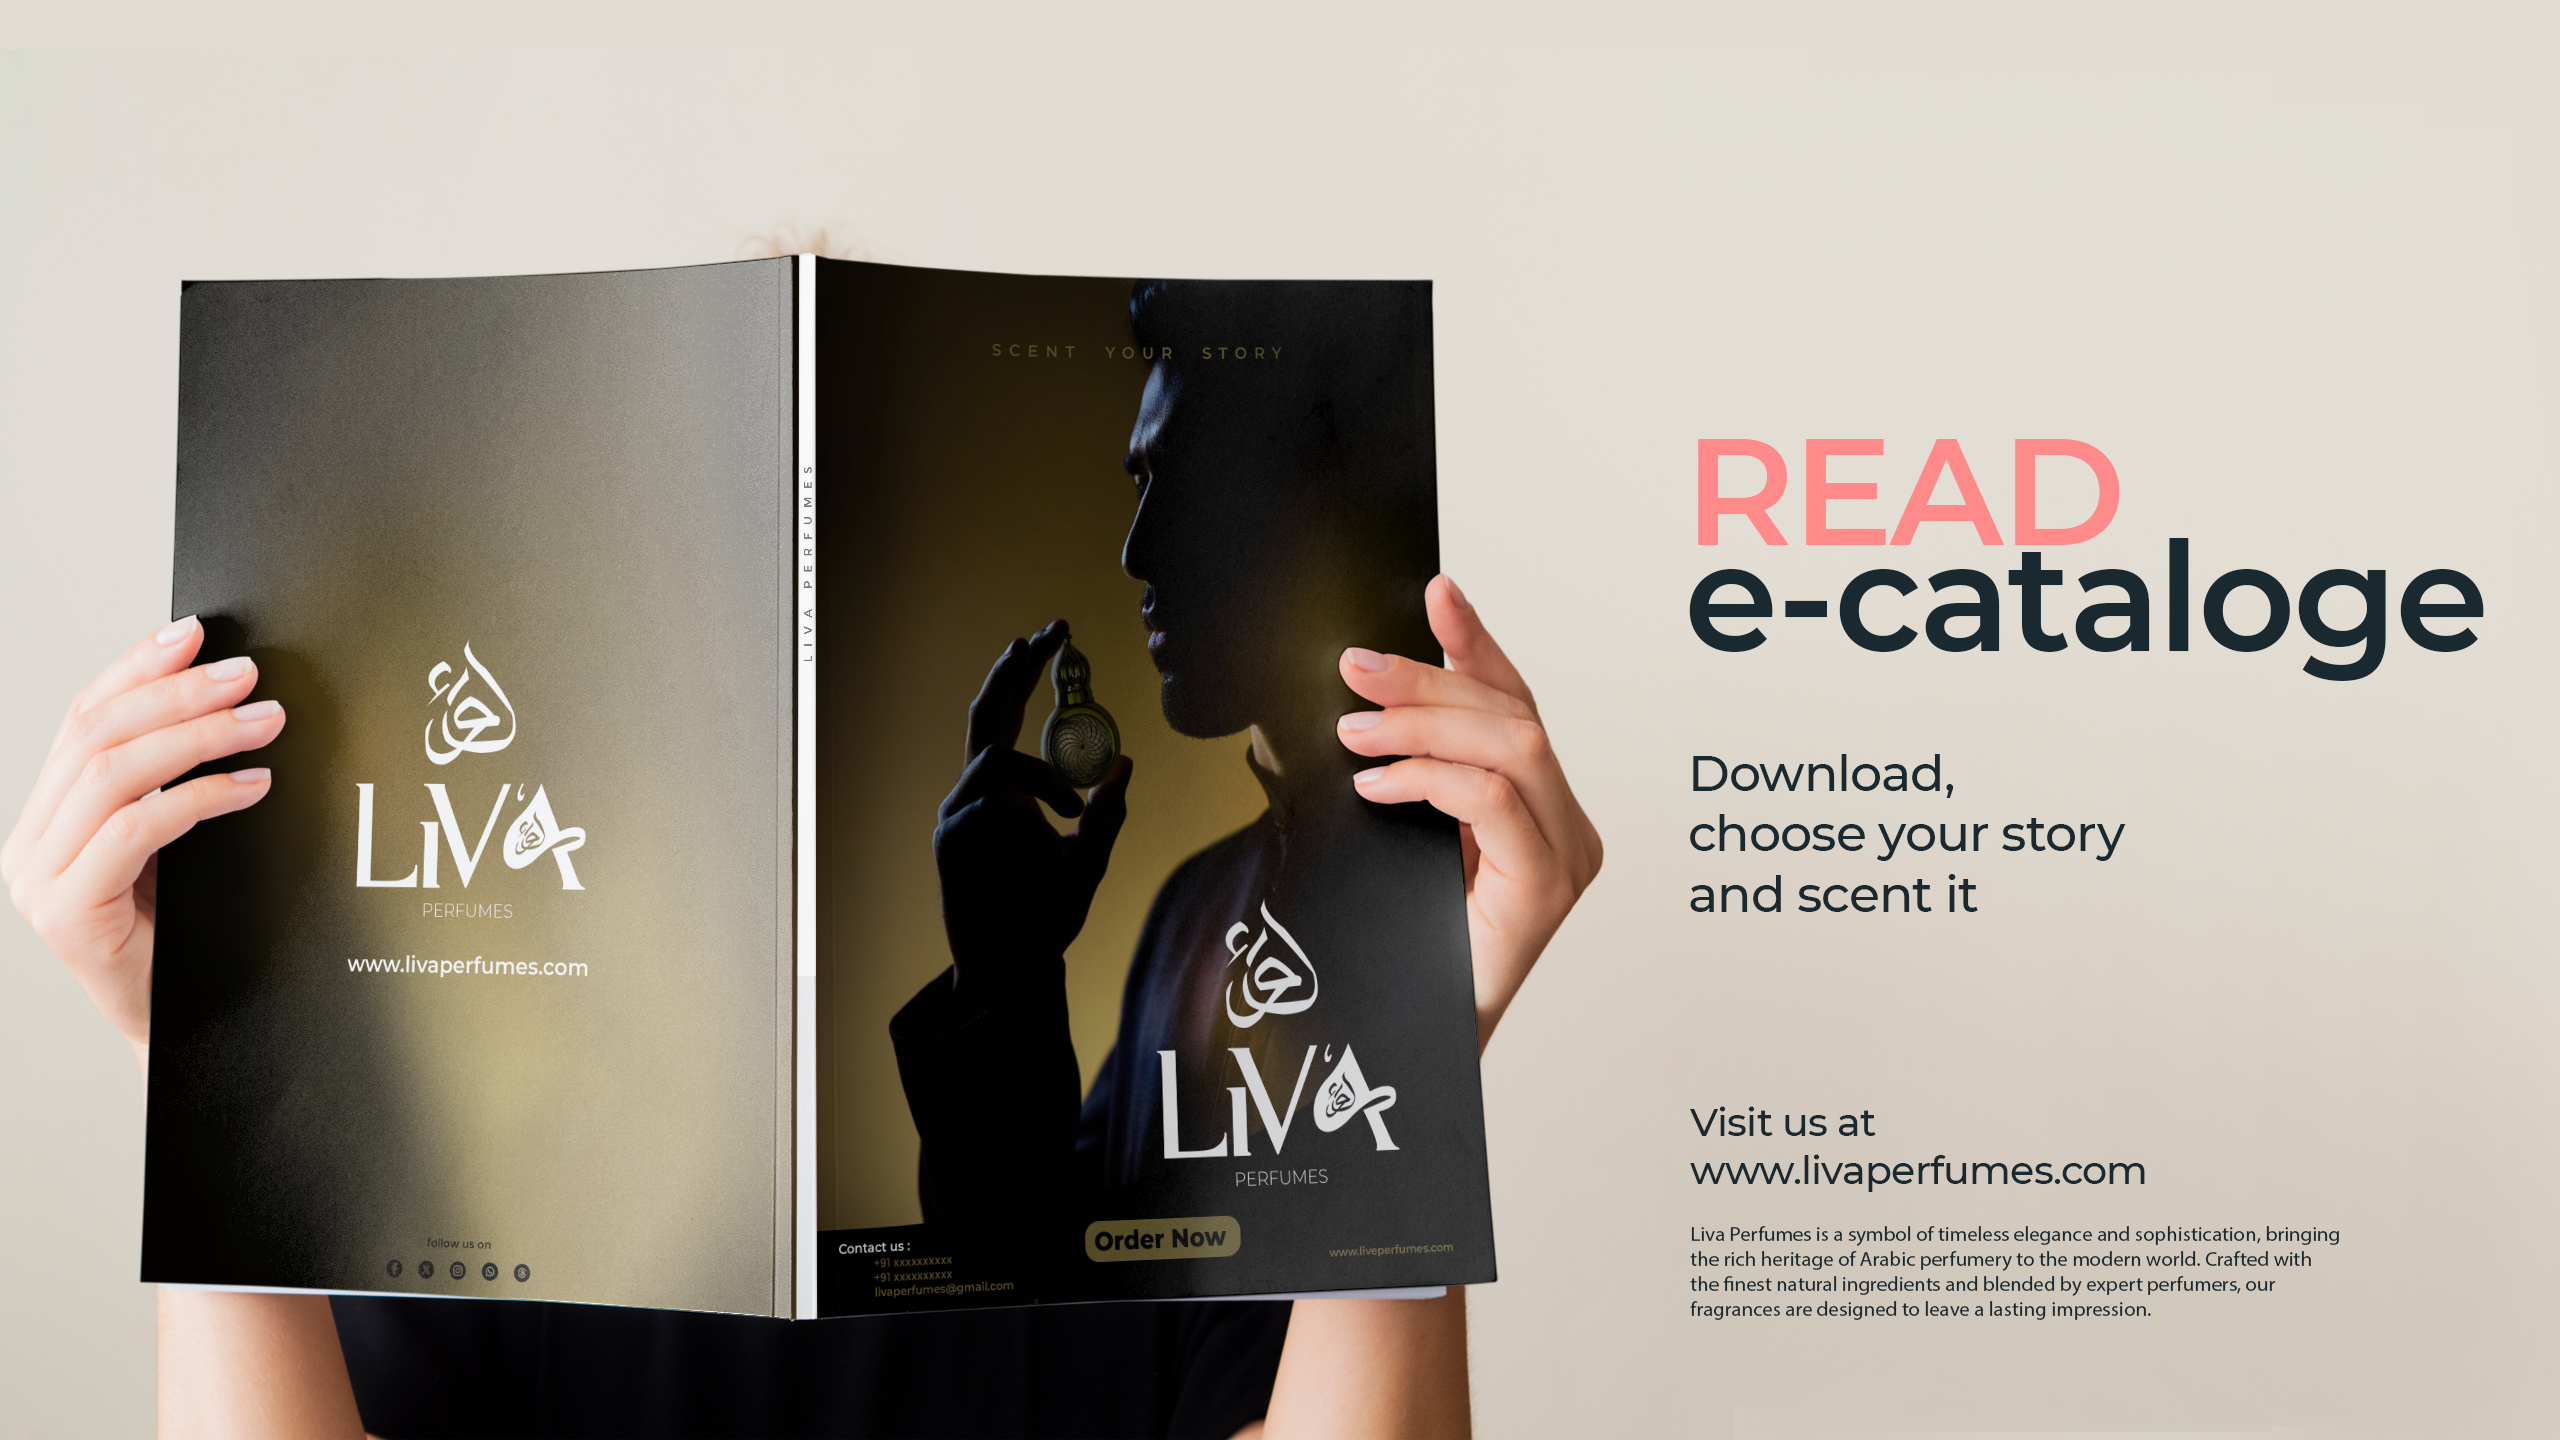 LIVA
PERFUMES
www.livaperfumes.com
follow us on
LIVA PERFUMES
SCENT YOUR STORY
LIVA
PERFUMES
Order Now
Contact us :
+91 xxxxxxxxxx
+91 xxxxxxxxxx
livaperfumes@gmail.com
www.liveperfumes.com
READ
e-cataloge
Download,
choose your story
and scent it
Visit us at
www.livaperfumes.com
Liva Perfumes is a symbol of timeless elegance and sophistication, bringing
the rich heritage of Arabic perfumery to the modern world. Crafted with
the finest natural ingredients and blended by expert perfumers, our
fragrances are designed to leave a lasting impression.